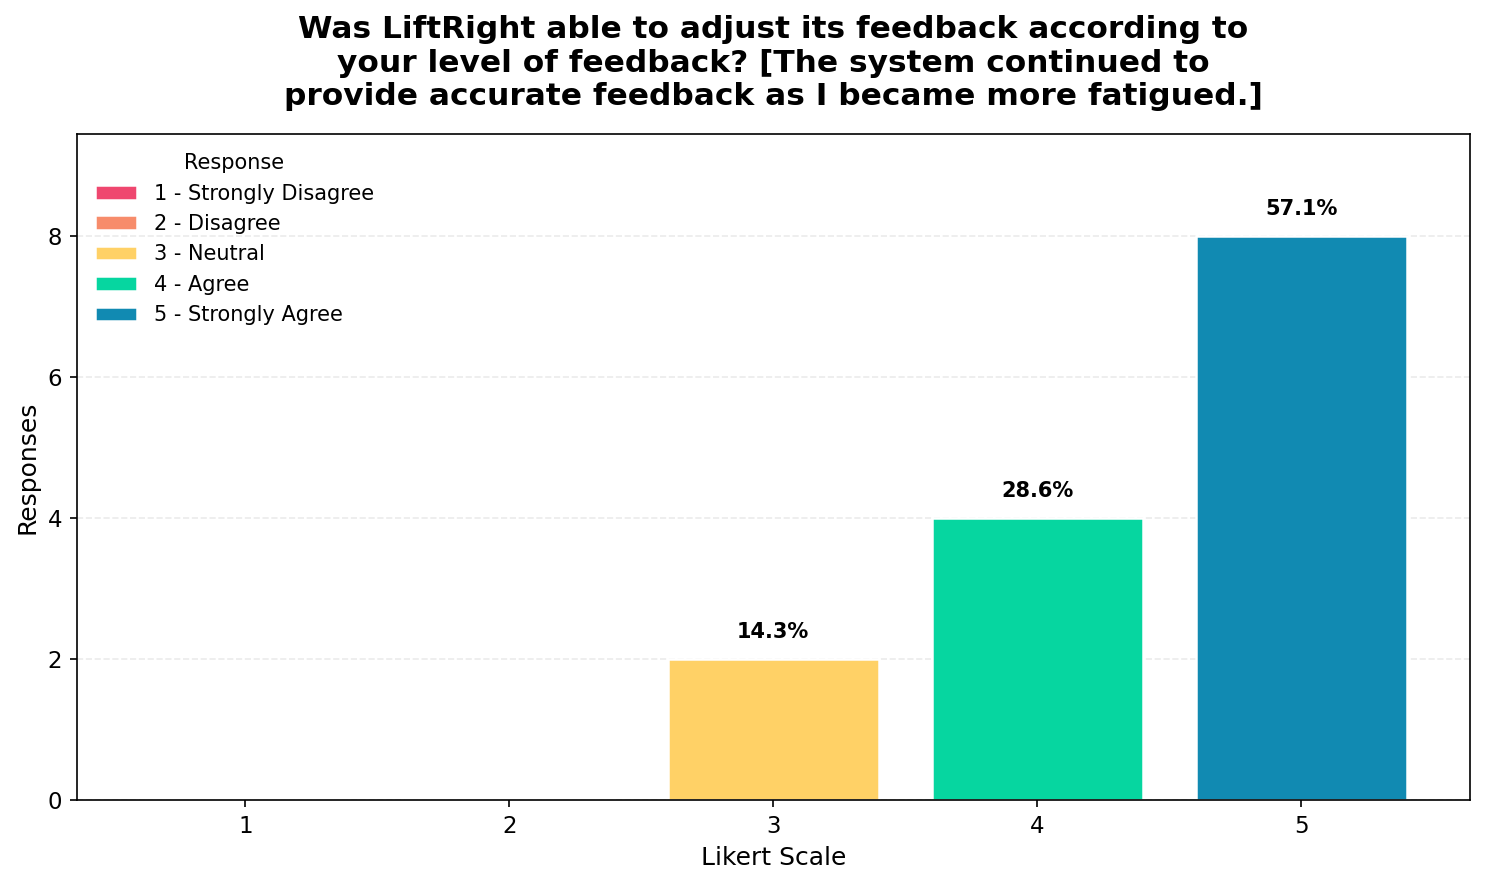 Was LiftRight able to adjust its feedback according to
your level of feedback? [The system continued to
provide accurate feedback as I became more fatigued.]
Response
1 - Strongly Disagree
2 - Disagree
3 - Neutral
4 - Agree
5 - Strongly Agree
57.1%
28.6%
14.3%
8
6
4
2
0
Responses
1
2
3
4
5
Likert Scale